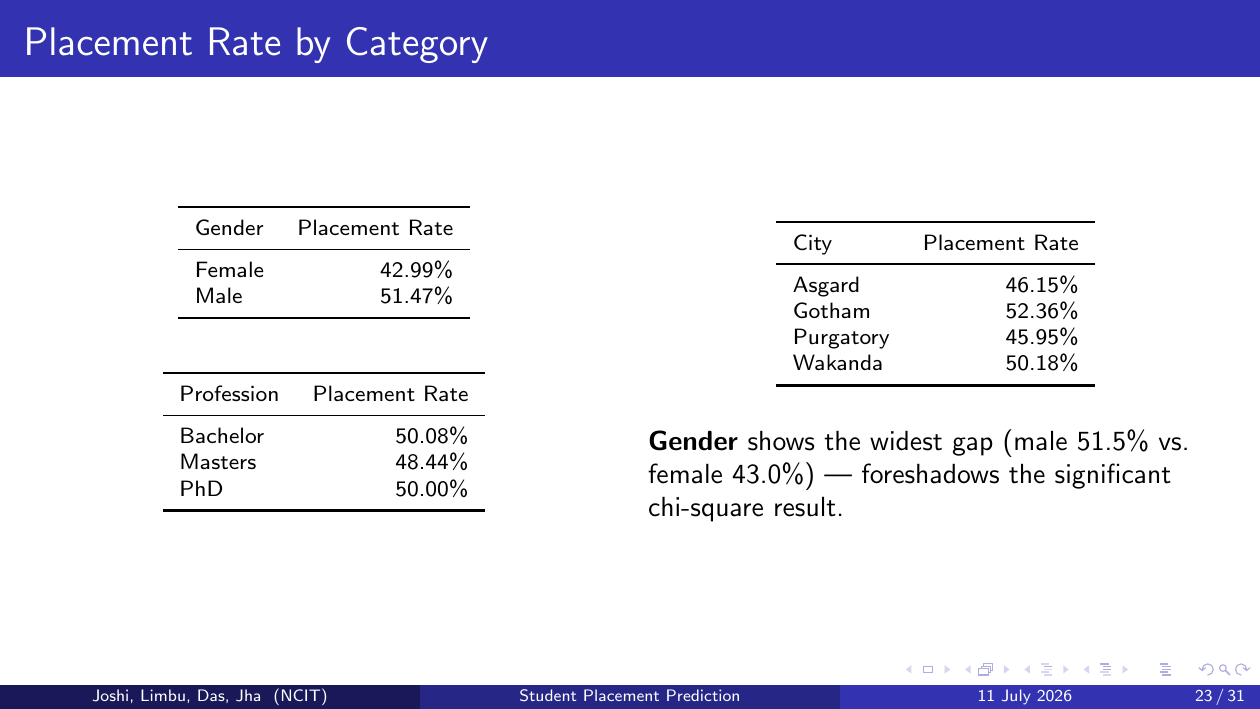 Placement Rate by Category
Gender Placement Rate
Female 42.99%
Male 51.47%
Profession Placement Rate
Bachelor 50.08%
Masters 48.44%
PhD 50.00%
City Placement Rate
Asgard 46.15%
Gotham 52.36%
Purgatory 45.95%
Wakanda 50.18%
Gender shows the widest gap (male 51.5% vs.
female 43.0%) — foreshadows the significant
chi-square result.
Joshi, Limbu, Das, Jha (NCIT) Student Placement Prediction 11 July 2026 23 / 31